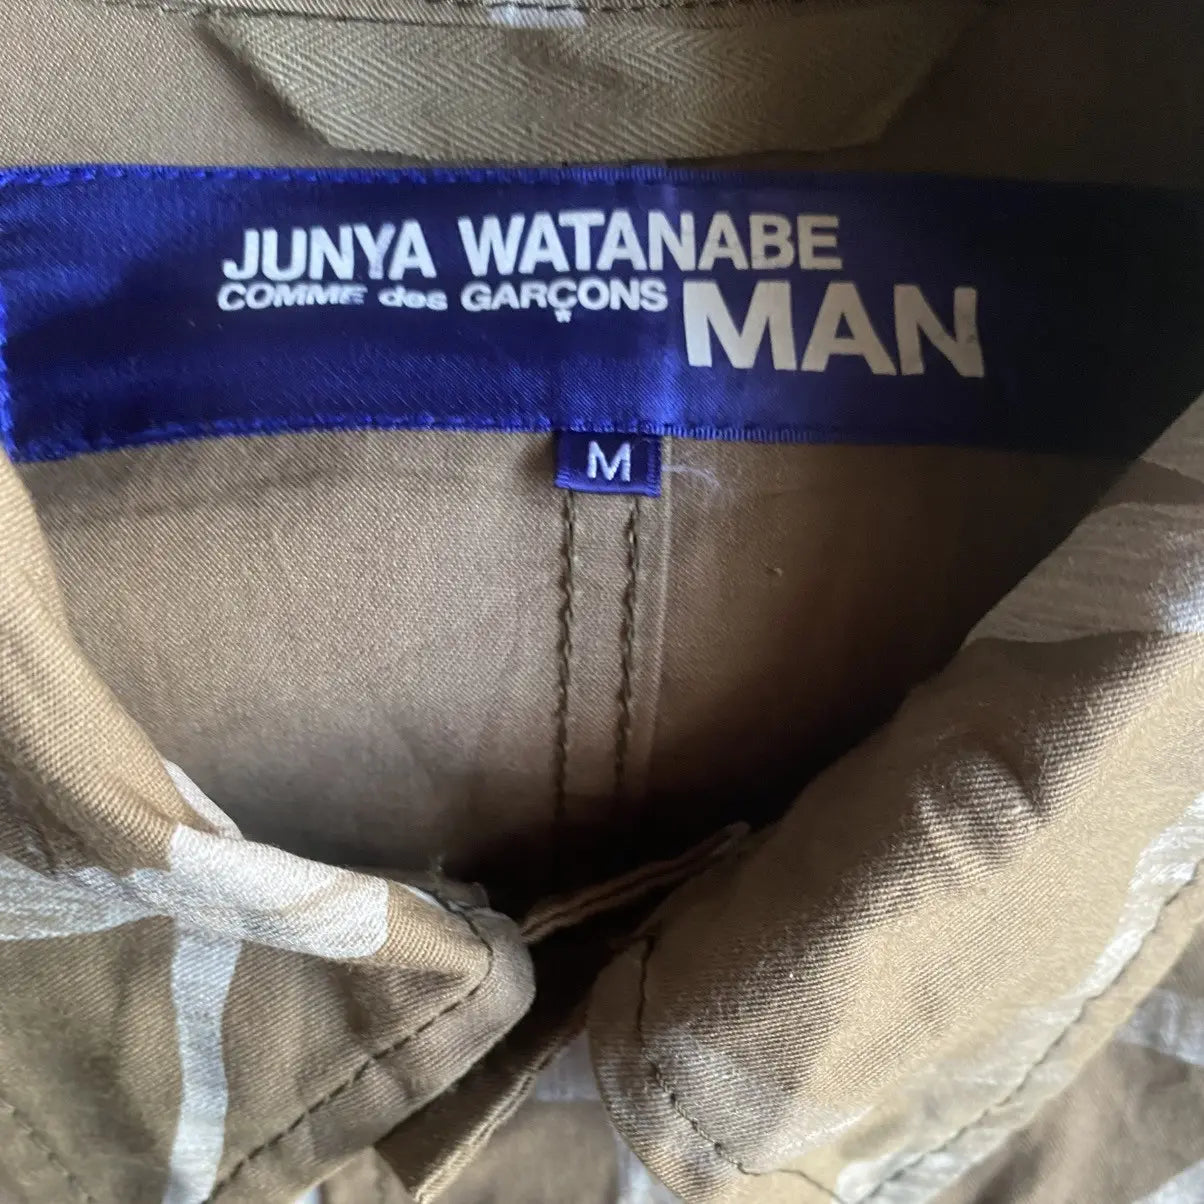 JUNYA WATANABE
COMME des GARÇONS
*
MAN
M